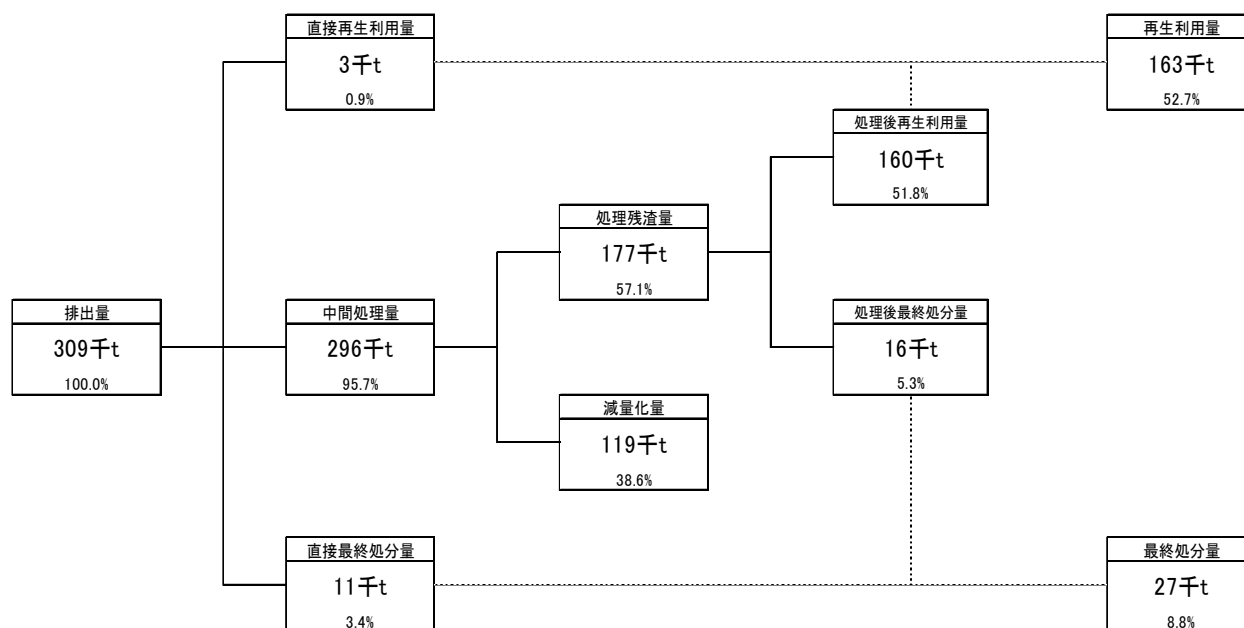 直接再生利用量
3千t
0.9%
再生利用量
163千t
52.7%
処理後再生利用量
160千t
51.8%
処理残渣量
177千t
57.1%
排出量
309千t
100.0%
中間処理量
296千t
95.7%
処理後最終処分量
16千t
5.3%
減量化量
119千t
38.6%
直接最終処分量
11千t
3.4%
最終処分量
27千t
8.8%